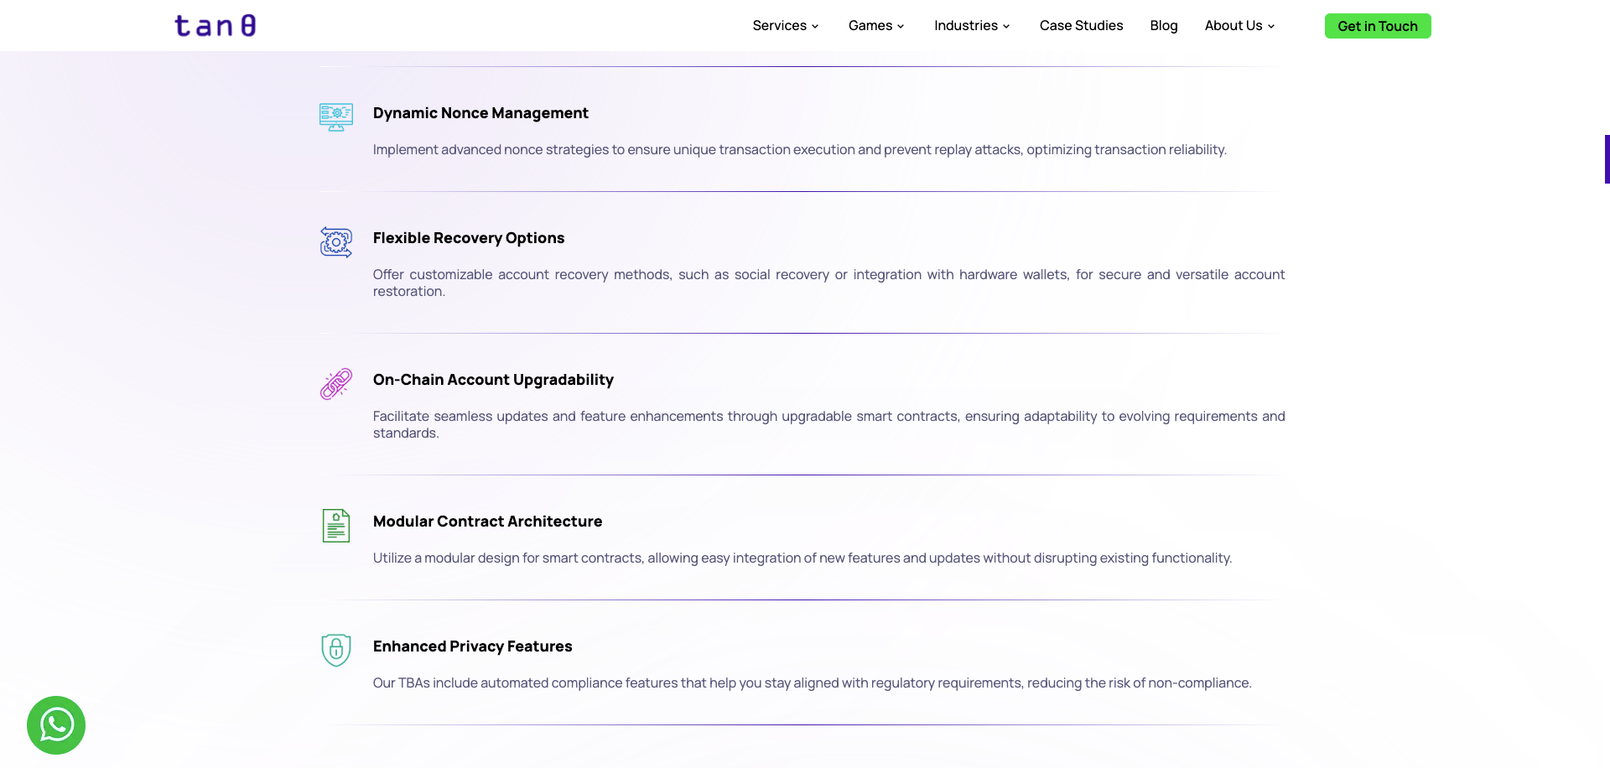 tan θ
Services
Games
Industries
Case Studies
Blog
About Us
Get in Touch
Dynamic Nonce Management
Implement advanced nonce strategies to ensure unique transaction execution and prevent replay attacks, optimizing transaction reliability.
Flexible Recovery Options
Offer customizable account recovery methods, such as social recovery or integration with hardware wallets, for secure and versatile account
restoration.
On-Chain Account Upgradability
Facilitate seamless updates and feature enhancements through upgradable smart contracts, ensuring adaptability to evolving requirements and
standards.
Modular Contract Architecture
Utilize a modular design for smart contracts, allowing easy integration of new features and updates without disrupting existing functionality.
Enhanced Privacy Features
Our TBAs include automated compliance features that help you stay aligned with regulatory requirements, reducing the risk of non-compliance.